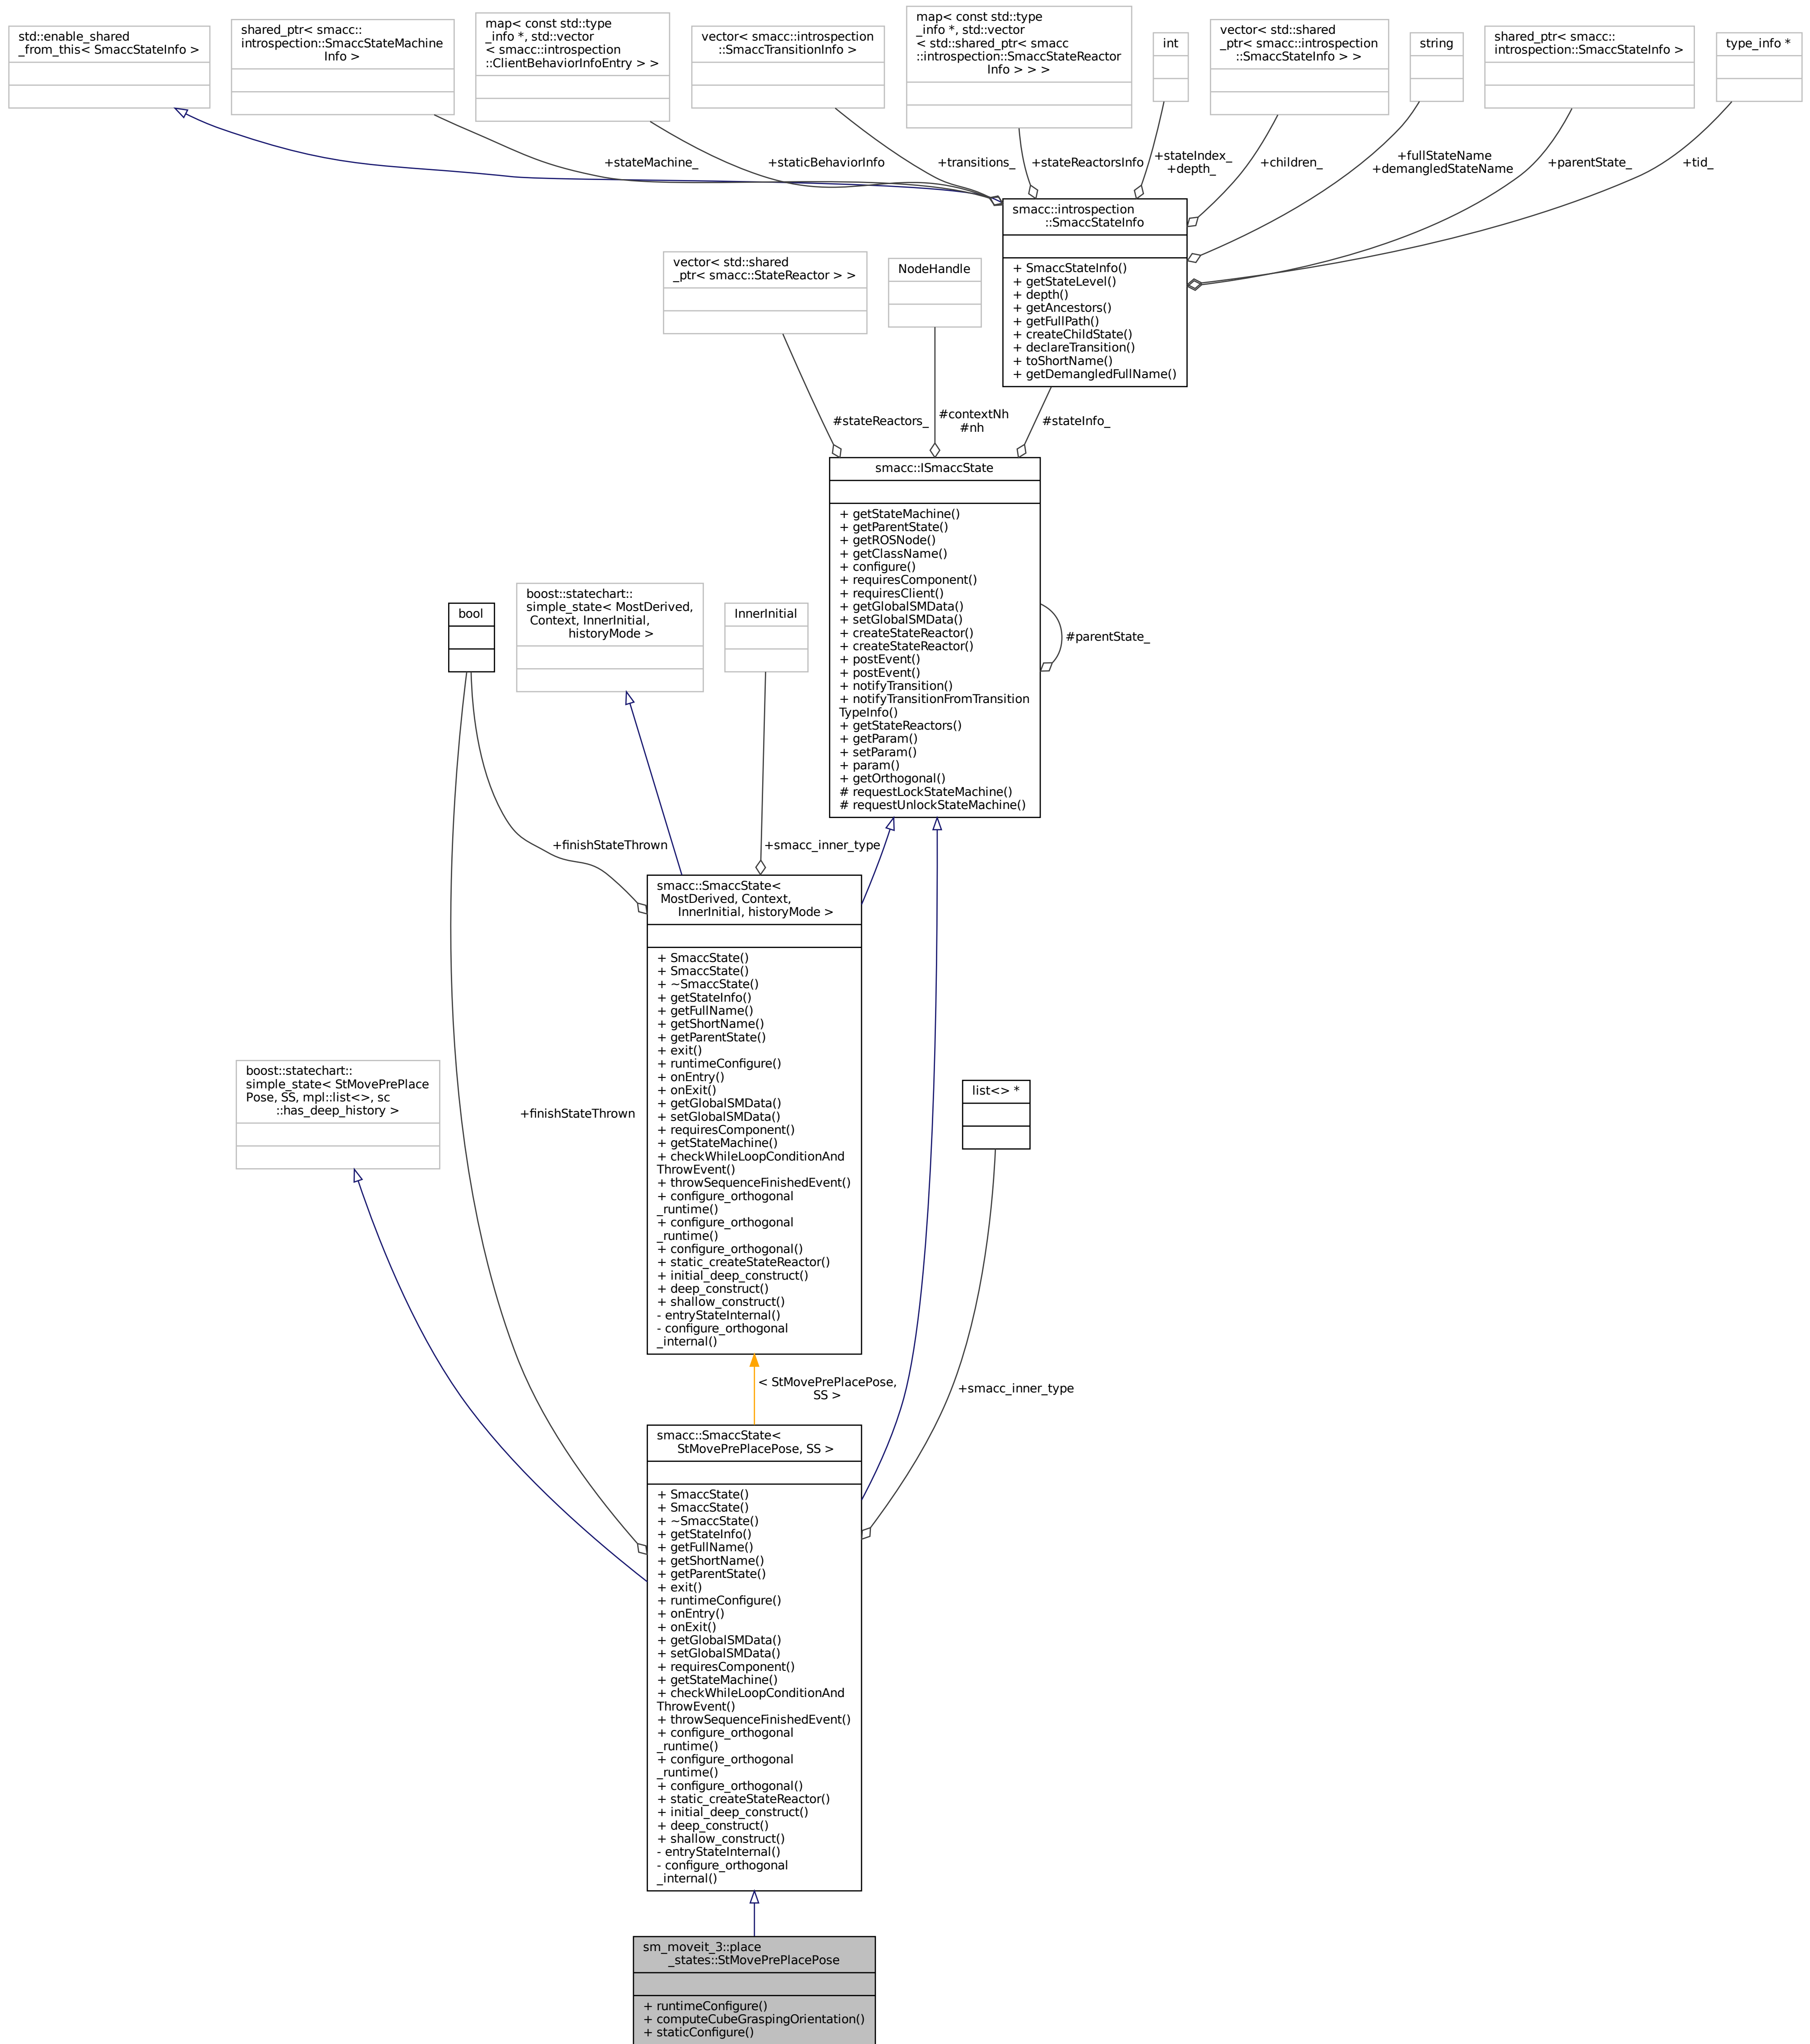 std::enable_shared
_from_this< SmaccStateInfo >
shared_ptr< smacc::
introspection::SmaccStateMachine
Info >
map< const std::type
_info *, std::vector
< smacc::introspection
::ClientBehaviorInfoEntry > >
vector< smacc::introspection
::SmaccTransitionInfo >
map< const std::type
_info *, std::vector
< std::shared_ptr< smacc
::introspection::SmaccStateReactor
Info > > >
int
vector< std::shared
_ptr< smacc::introspection
::SmaccStateInfo > >
string
shared_ptr< smacc::
introspection::SmaccStateInfo >
type_info *
+stateMachine_
+staticBehaviorInfo
+transitions_
+stateReactorsInfo
+stateIndex_
+depth_
+children_
+fullStateName
+demangledStateName
+parentState_
+tid_
smacc::introspection
::SmaccStateInfo
+ SmaccStateInfo()
+ getStateLevel()
+ depth()
+ getAncestors()
+ getFullPath()
+ createChildState()
+ declareTransition()
+ toShortName()
+ getDemangledFullName()
vector< std::shared
_ptr< smacc::StateReactor > >
NodeHandle
#stateReactors_
#contextNh
#nh
#stateInfo_
smacc::ISmaccState
+ getStateMachine()
+ getParentState()
+ getROSNode()
+ getClassName()
+ configure()
+ requiresComponent()
+ requiresClient()
+ getGlobalSMData()
+ setGlobalSMData()
+ createStateReactor()
+ createStateReactor()
+ postEvent()
+ postEvent()
+ notifyTransition()
+ notifyTransitionFromTransition
TypeInfo()
+ getStateReactors()
+ getParam()
+ setParam()
+ param()
+ getOrthogonal()
# requestLockStateMachine()
# requestUnlockStateMachine()
#parentState_
bool
boost::statechart::
simple_state< MostDerived,
Context, InnerInitial,
historyMode >
InnerInitial
+finishStateThrown
+smacc_inner_type
smacc::SmaccState<
MostDerived, Context,
InnerInitial, historyMode >
+ SmaccState()
+ SmaccState()
+ ~SmaccState()
+ getStateInfo()
+ getFullName()
+ getShortName()
+ getParentState()
+ exit()
+ runtimeConfigure()
+ onEntry()
+ onExit()
+ getGlobalSMData()
+ setGlobalSMData()
+ requiresComponent()
+ getStateMachine()
+ checkWhileLoopConditionAnd
ThrowEvent()
+ throwSequenceFinishedEvent()
+ configure_orthogonal
_runtime()
+ configure_orthogonal
_runtime()
+ configure_orthogonal()
+ static_createStateReactor()
+ initial_deep_construct()
+ deep_construct()
+ shallow_construct()
- entryStateInternal()
- configure_orthogonal
_internal()
boost::statechart::
simple_state< StMovePrePlace
Pose, SS, mpl::list<>, sc
::has_deep_history >
+finishStateThrown
list<> *
< StMovePrePlacePose,
SS >
+smacc_inner_type
smacc::SmaccState<
StMovePrePlacePose, SS >
+ SmaccState()
+ SmaccState()
+ ~SmaccState()
+ getStateInfo()
+ getFullName()
+ getShortName()
+ getParentState()
+ exit()
+ runtimeConfigure()
+ onEntry()
+ onExit()
+ getGlobalSMData()
+ setGlobalSMData()
+ requiresComponent()
+ getStateMachine()
+ checkWhileLoopConditionAnd
ThrowEvent()
+ throwSequenceFinishedEvent()
+ configure_orthogonal
_runtime()
+ configure_orthogonal
_runtime()
+ configure_orthogonal()
+ static_createStateReactor()
+ initial_deep_construct()
+ deep_construct()
+ shallow_construct()
- entryStateInternal()
- configure_orthogonal
_internal()
sm_moveit_3::place
_states::StMovePrePlacePose
+ runtimeConfigure()
+ computeCubeGraspingOrientation()
+ staticConfigure()